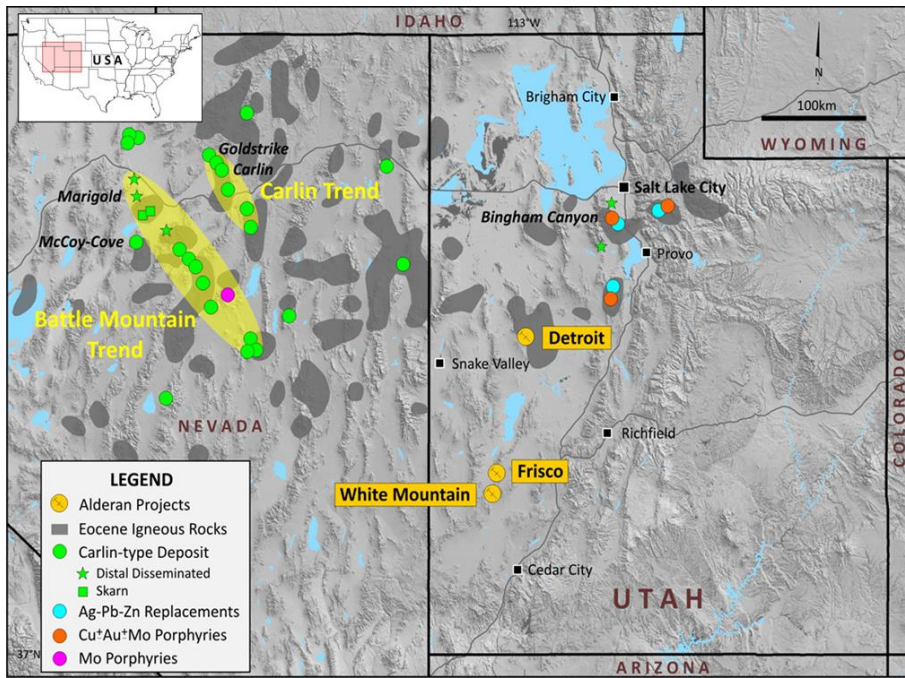 IDAHO
113°W
USA
N
100km
WYOMING
Brigham City
Goldstrike
Carlin
Carlin Trend
Marigold
McCoy-Cove
Salt Lake City
Bingham Canyon
Provo
Battle Mountain
Trend
Detroit
Snake Valley
COLORADO
NEVADA
Richfield
Frisco
White Mountain
Cedar City
UTAH
ARIZONA
37°N
LEGEND
Alderan Projects
Eocene Igneous Rocks
Carlin-type Deposit
Distal Disseminated
Skarn
Ag-Pb-Zn Replacements
Cu⁺Au⁺Mo Porphyries
Mo Porphyries